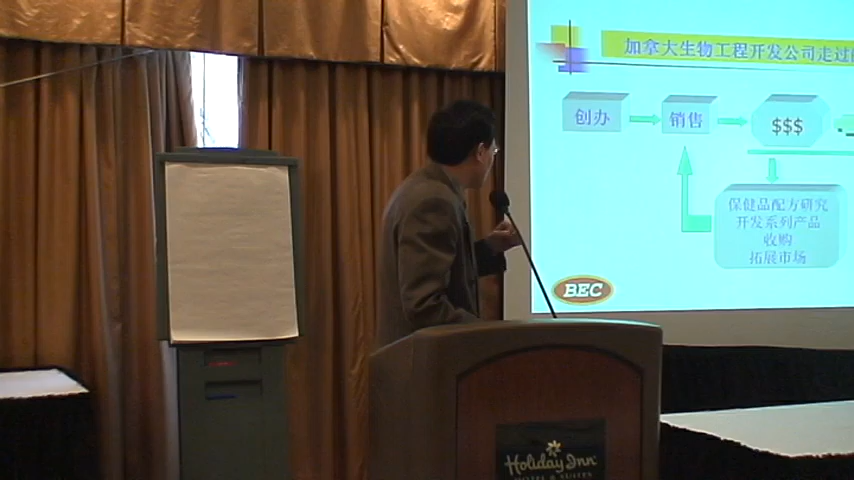 加拿大生物工程开发公司走过
创办
销售
$$$
保健品配方研究
开发系列产品
收购
拓展市场
BEC
Holiday Inn